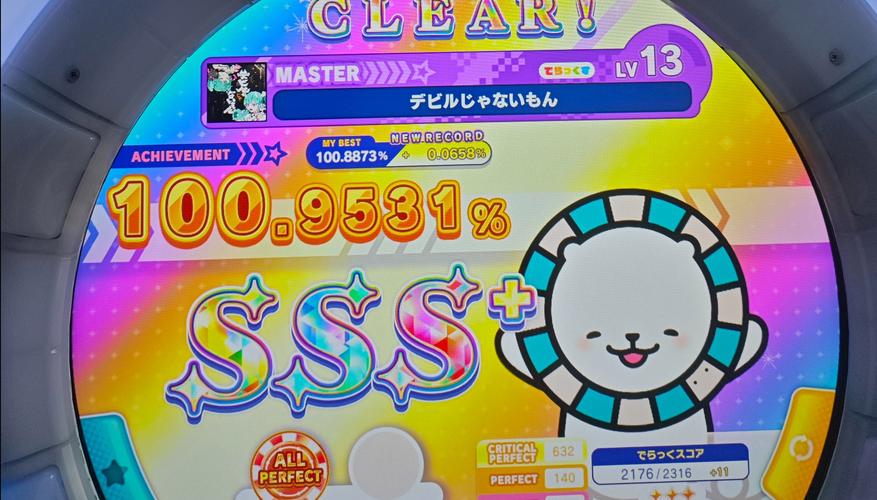 CLEAR!
MASTER
でらっくす
LV 13
デビルじゃないもん
ACHIEVEMENT
MY BEST
NEW RECORD
100.8873% + 0.0658%
100.9531%
SSS+
ALL PERFECT
CRITICAL PERFECT 632
PERFECT 140
でらっくスコア
2176/2316 +11